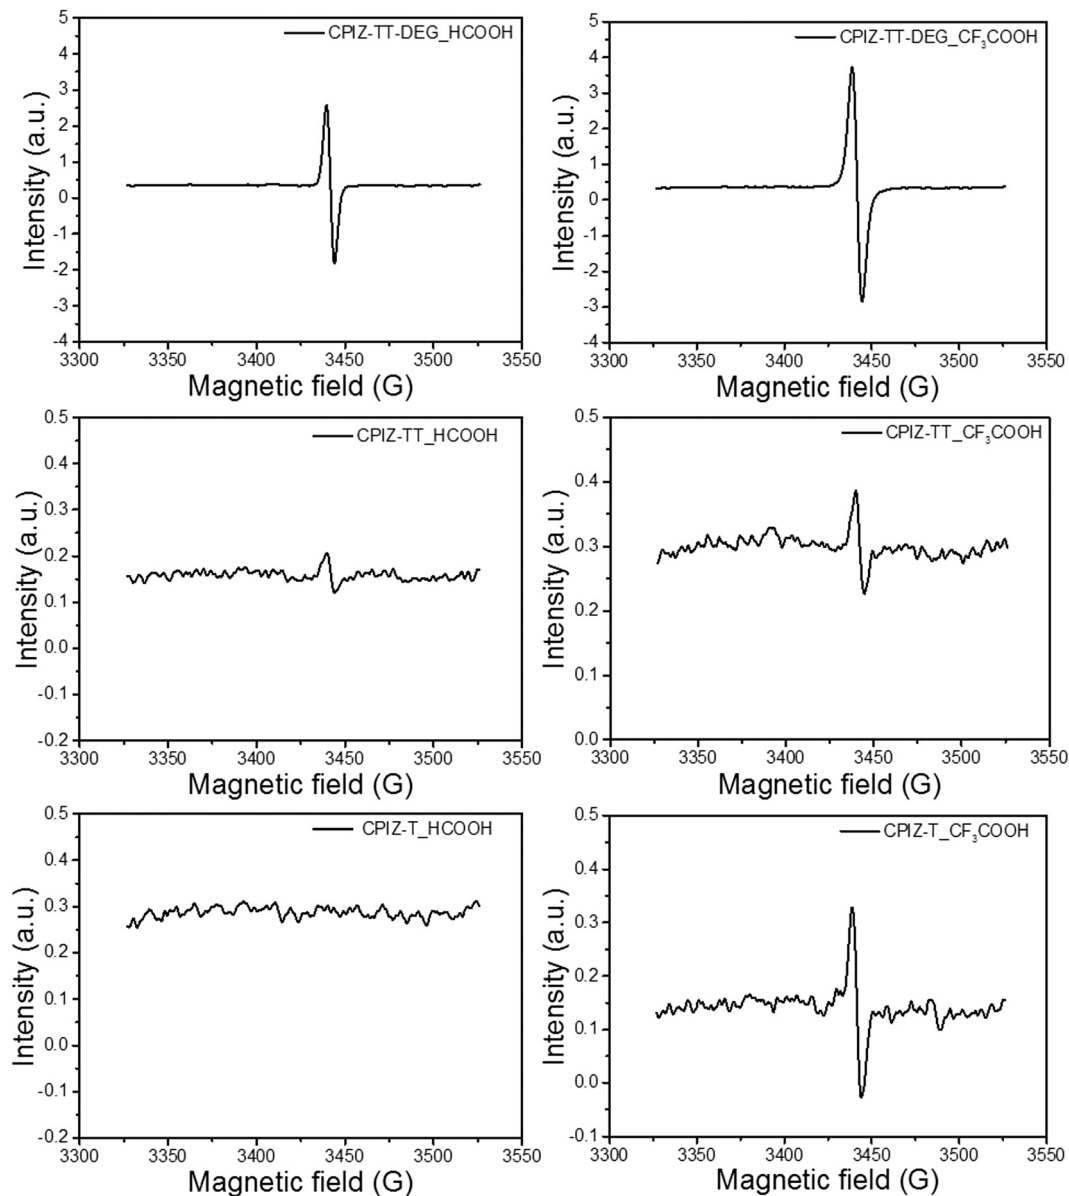 CPIZ-TT-DEG_HCOOH
Intensity (a.u.)
5
4
3
2
1
0
-1
-2
-3
-4
3300 3350 3400 3450 3500 3550
Magnetic field (G)
CPIZ-TT-DEG_CF₃COOH
Intensity (a.u.)
5
4
3
2
1
0
-1
-2
-3
-4
3300 3350 3400 3450 3500 3550
Magnetic field (G)
CPIZ-TT_HCOOH
Intensity (a.u.)
0.5
0.4
0.3
0.2
0.1
0.0
-0.1
-0.2
3300 3350 3400 3450 3500 3550
Magnetic field (G)
CPIZ-TT_CF₃COOH
Intensity (a.u.)
0.5
0.4
0.3
0.2
0.1
0.0
3300 3350 3400 3450 3500 3550
Magnetic field (G)
CPIZ-T_HCOOH
Intensity (a.u.)
0.5
0.4
0.3
0.2
0.1
0.0
-0.1
-0.2
3300 3350 3400 3450 3500 3550
Magnetic field (G)
CPIZ-T_CF₃COOH
Intensity (a.u.)
0.5
0.4
0.3
0.2
0.1
0.0
-0.1
3300 3350 3400 3450 3500 3550
Magnetic field (G)